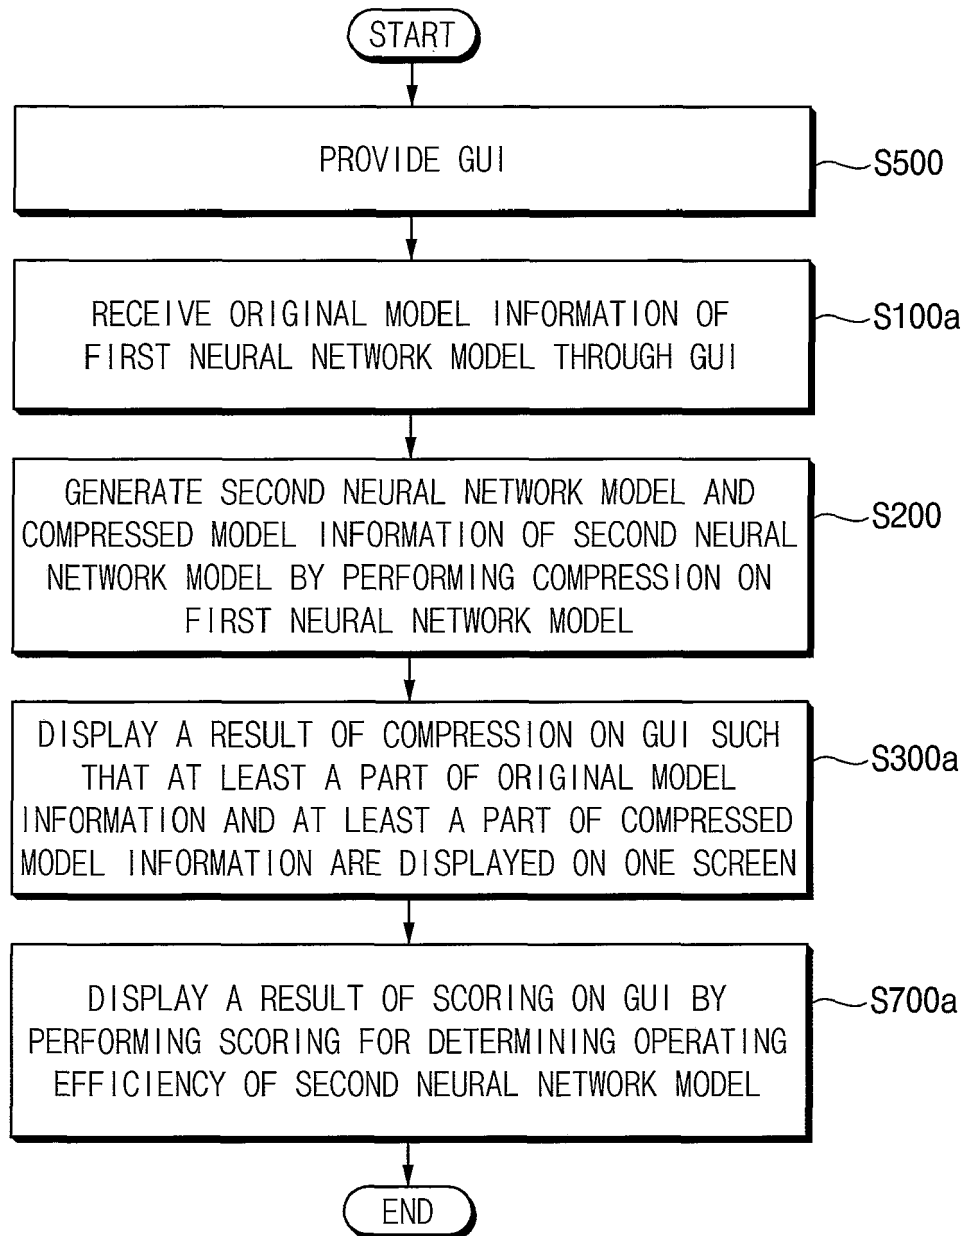 START
PROVIDE GUI
S500
RECEIVE ORIGINAL MODEL INFORMATION OF
FIRST NEURAL NETWORK MODEL THROUGH GUI
S100a
GENERATE SECOND NEURAL NETWORK MODEL AND
COMPRESSED MODEL INFORMATION OF SECOND NEURAL
NETWORK MODEL BY PERFORMING COMPRESSION ON
FIRST NEURAL NETWORK MODEL
S200
DISPLAY A RESULT OF COMPRESSION ON GUI SUCH
THAT AT LEAST A PART OF ORIGINAL MODEL
INFORMATION AND AT LEAST A PART OF COMPRESSED
MODEL INFORMATION ARE DISPLAYED ON ONE SCREEN
S300a
DISPLAY A RESULT OF SCORING ON GUI BY
PERFORMING SCORING FOR DETERMINING OPERATING
EFFICIENCY OF SECOND NEURAL NETWORK MODEL
S700a
END